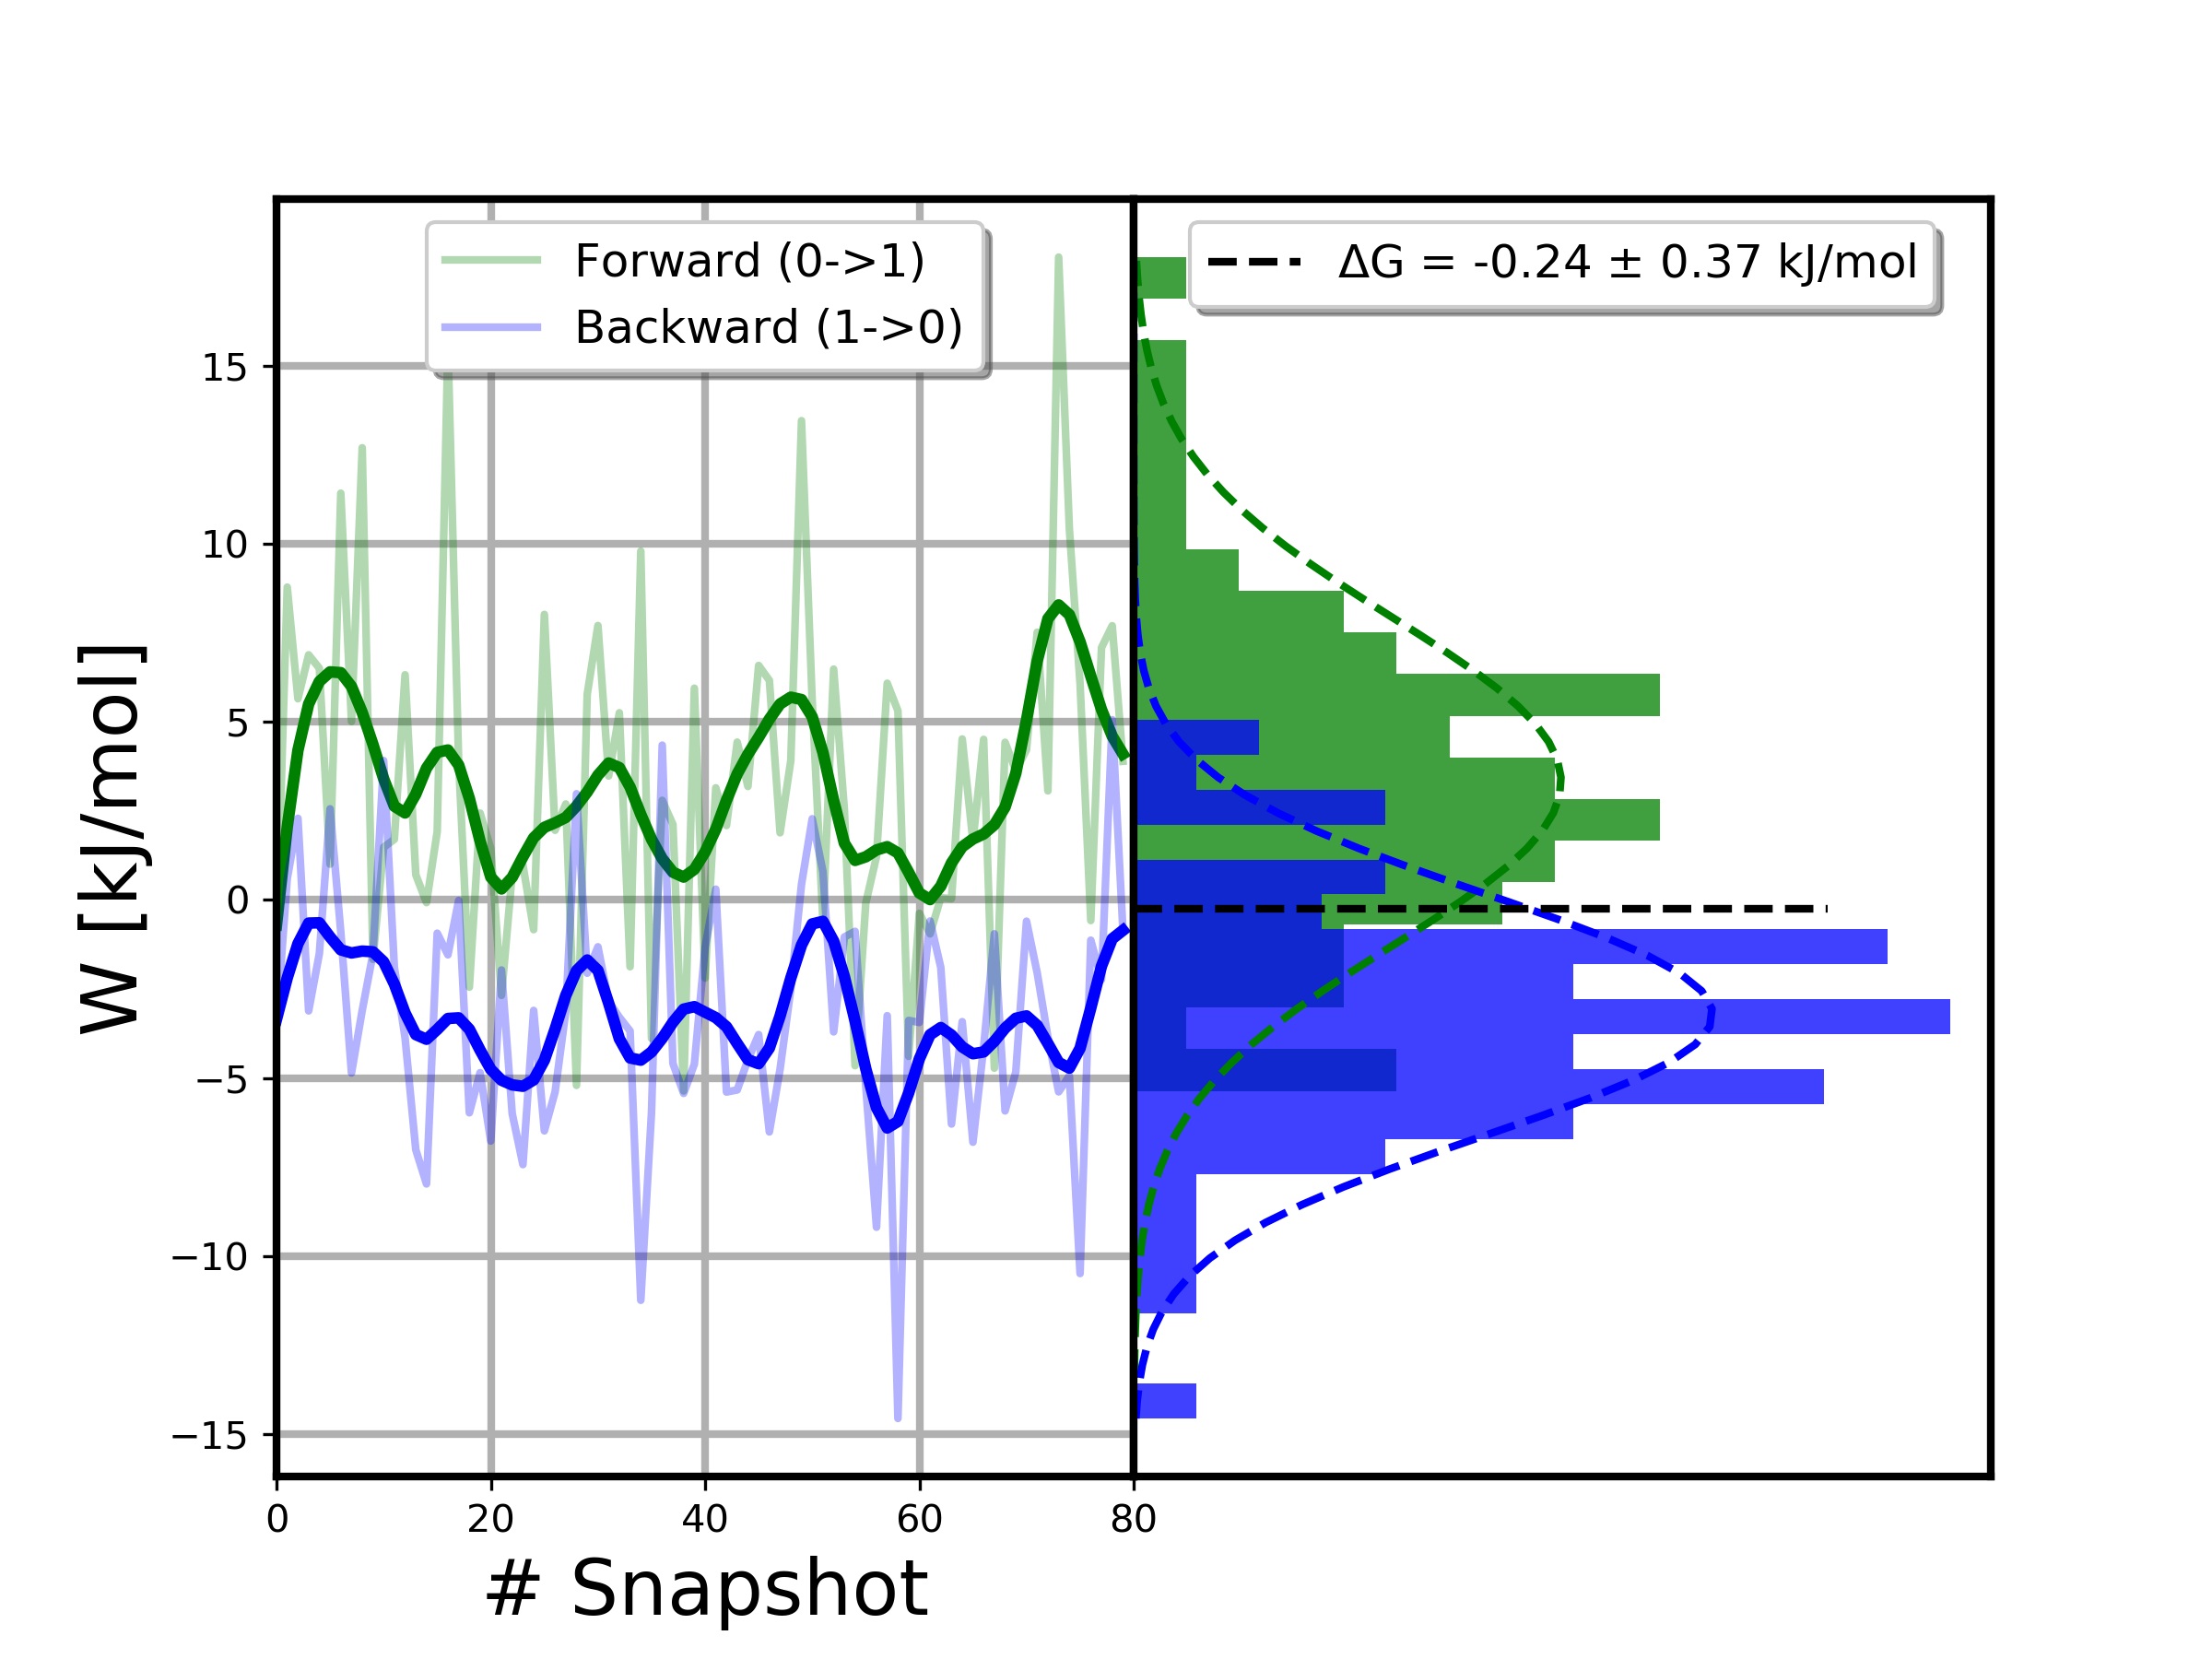 Forward (0->1)
Backward (1->0)
ΔG = -0.24 ± 0.37 kJ/mol
W [kJ/mol]
15
10
5
0
−5
−10
−15
0 20 40 60 80
# Snapshot